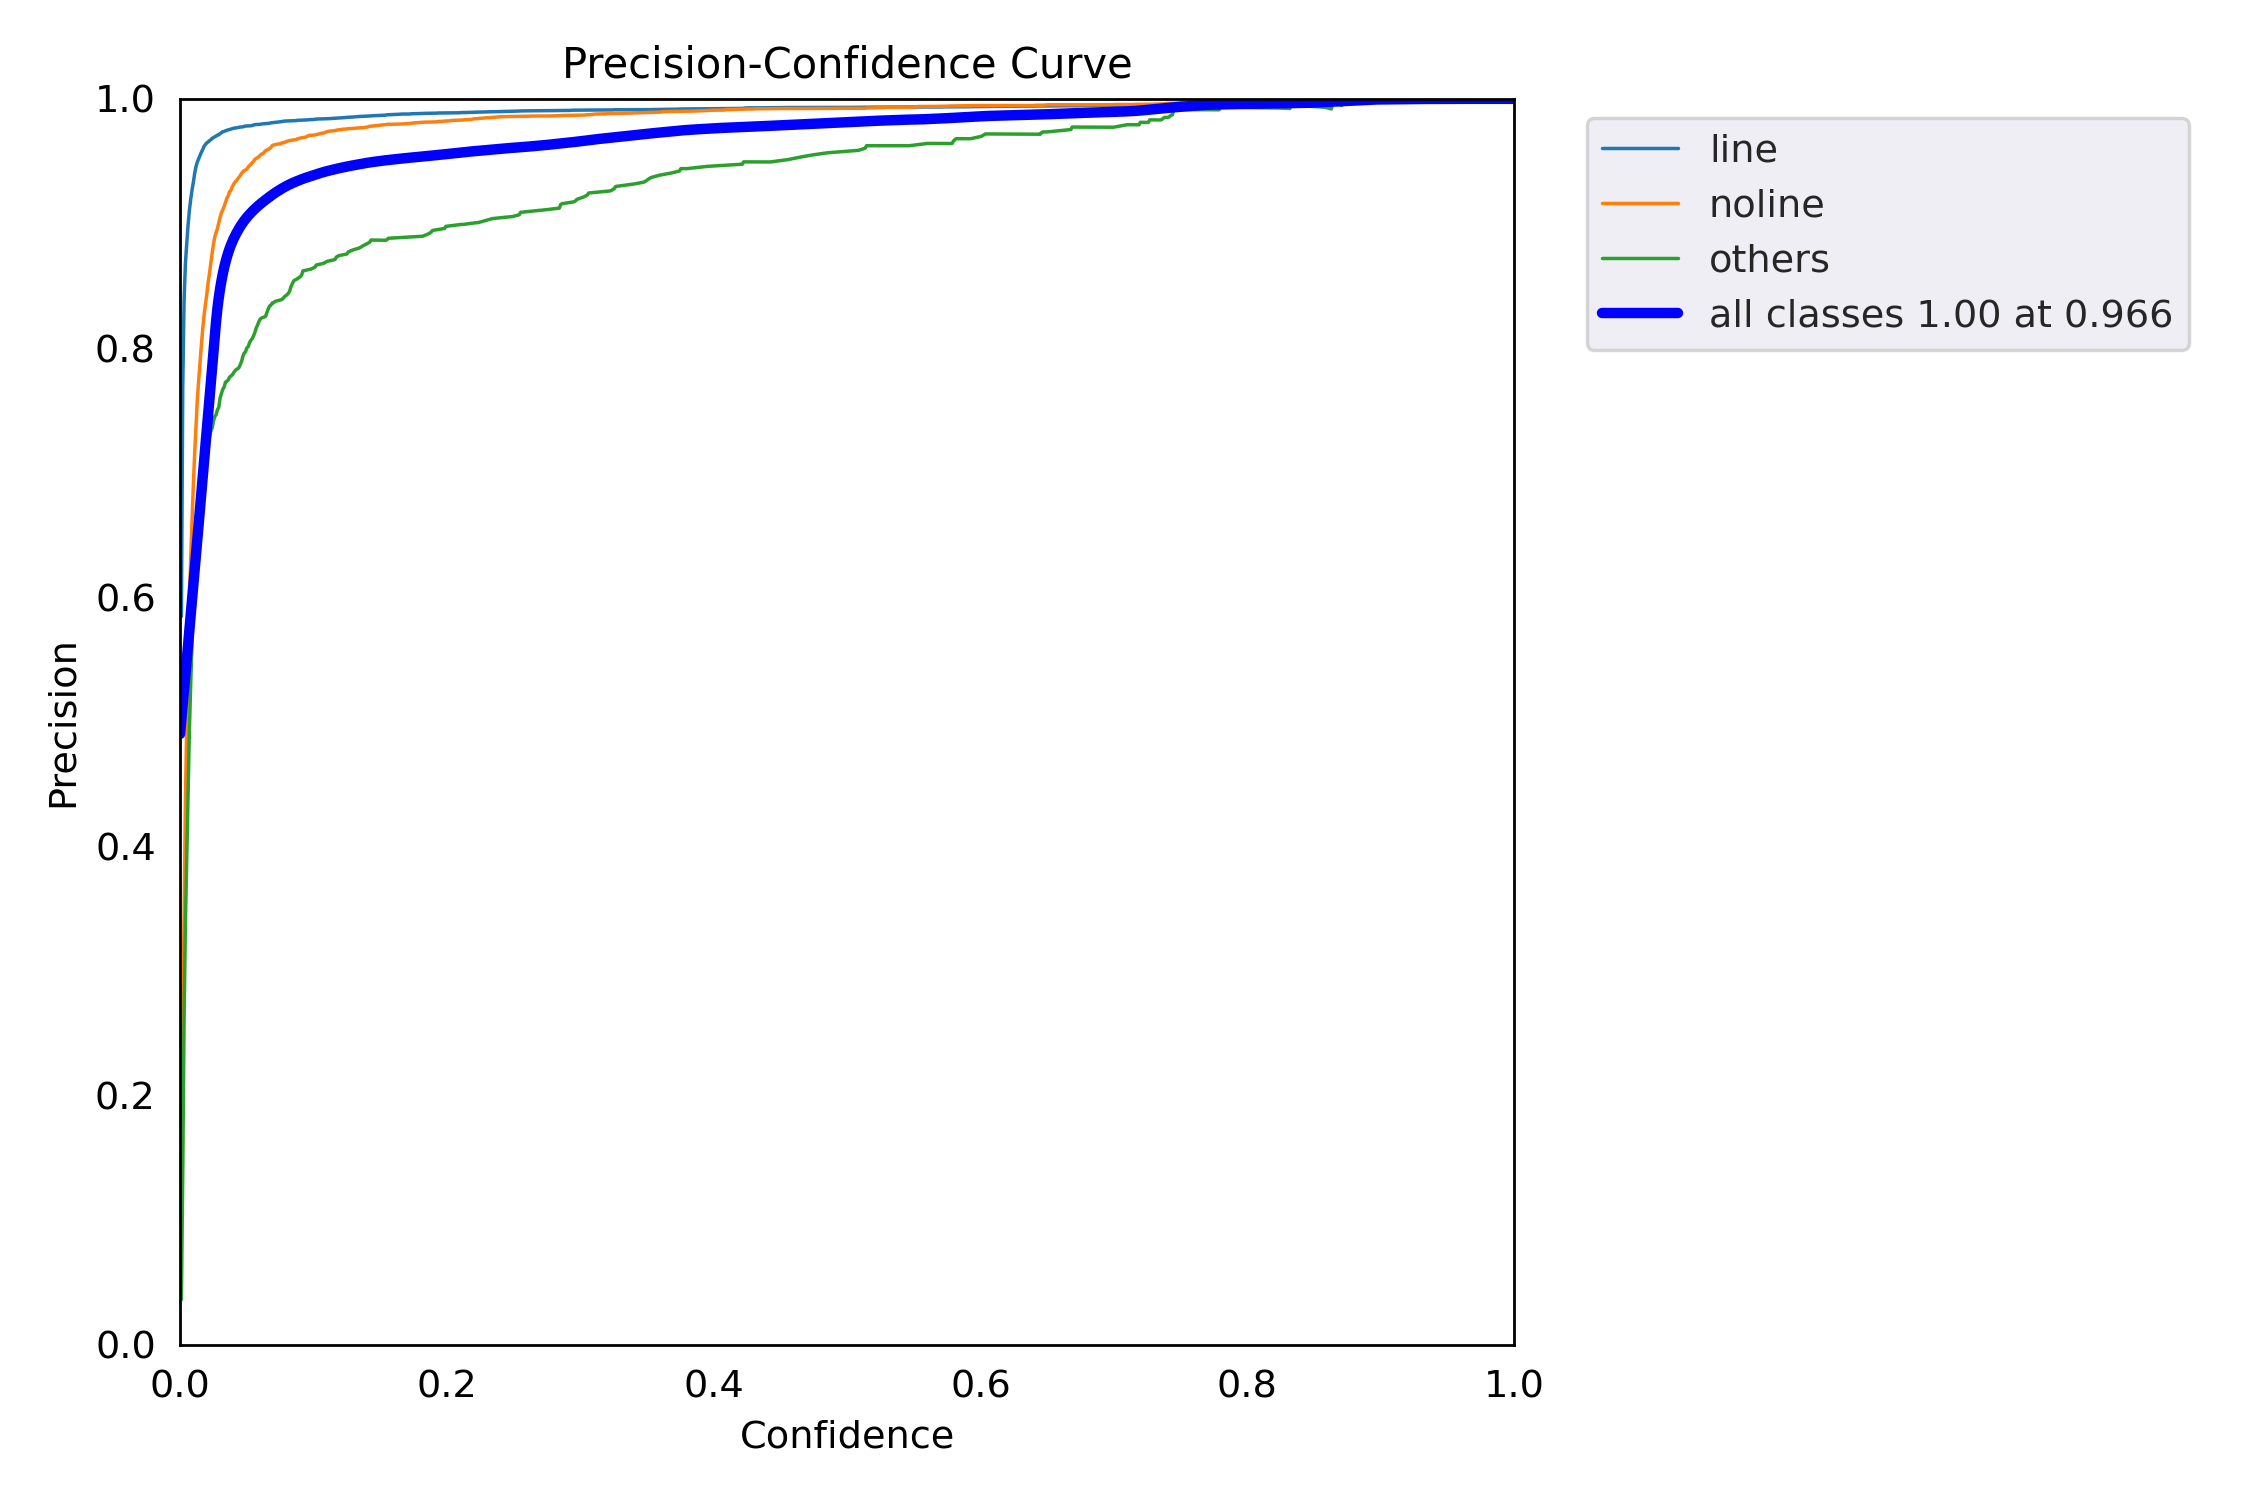 Precision-Confidence Curve
1.0
0.8
0.6
0.4
0.2
0.0
Precision
0.0 0.2 0.4 0.6 0.8 1.0
Confidence
line
noline
others
all classes 1.00 at 0.966